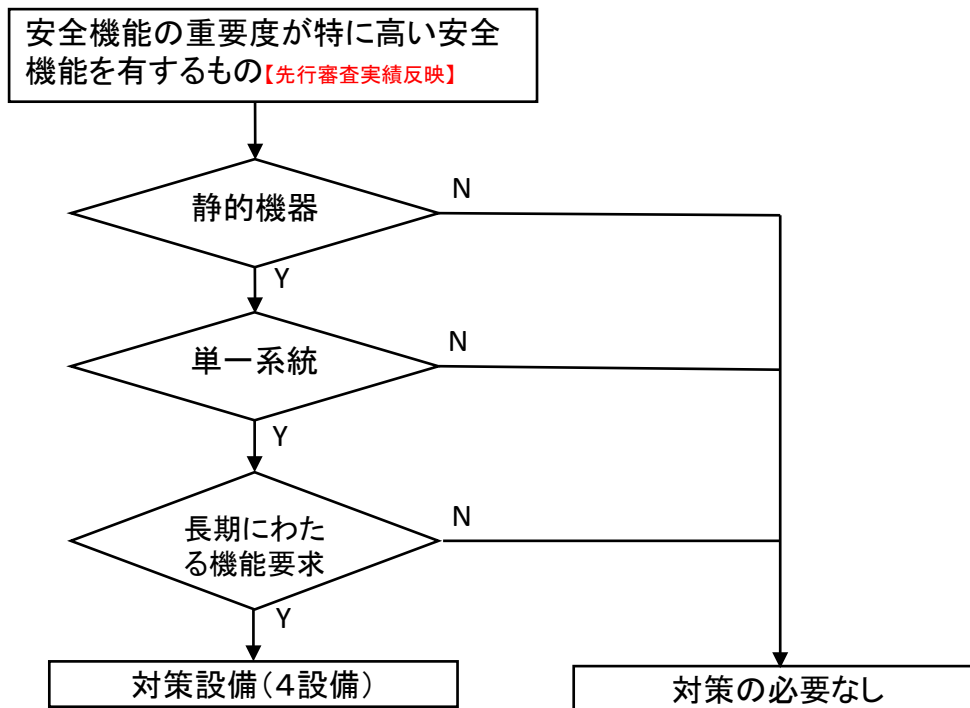 安全機能の重要度が特に高い安全
機能を有するもの【先行審査実績反映】
静的機器
N
Y
単一系統
N
Y
長期にわた
る機能要求
N
Y
対策設備(4設備)
対策の必要なし